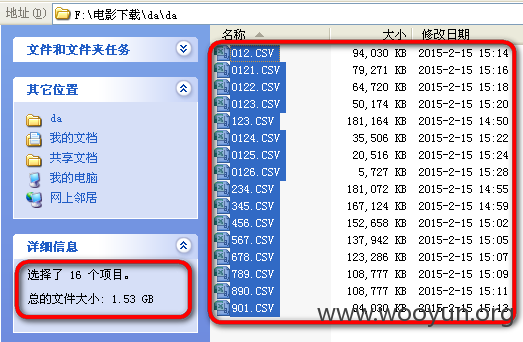 地址(D) F:\电影下载\da\da
文件和文件夹任务
其它位置
da
我的文档
共享文档
我的电脑
网上邻居
详细信息
选择了 16 个项目。
总的文件大小: 1.53 GB
名称 大小 修改日期
012.CSV 94,030 KB 2015-2-15 15:14
0121.CSV 79,271 KB 2015-2-15 15:16
0122.CSV 64,720 KB 2015-2-15 15:18
0123.CSV 50,174 KB 2015-2-15 15:20
123.CSV 181,164 KB 2015-2-15 14:50
0124.CSV 35,506 KB 2015-2-15 15:22
0125.CSV 20,516 KB 2015-2-15 15:24
0126.CSV 5,727 KB 2015-2-15 15:28
234.CSV 181,072 KB 2015-2-15 14:55
345.CSV 167,124 KB 2015-2-15 14:59
456.CSV 152,658 KB 2015-2-15 15:02
567.CSV 137,942 KB 2015-2-15 15:05
678.CSV 123,286 KB 2015-2-15 15:07
789.CSV 108,777 KB 2015-2-15 15:09
890.CSV 108,777 KB 2015-2-15 15:11
901.CSV 94,030 KB 2015-2-15 15:13
www.wooyun.org